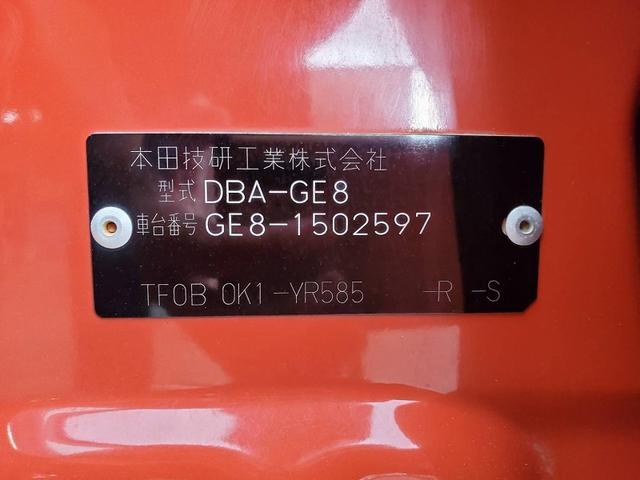 本田技研工業株式会社
型式 DBA-GE8
車台番号 GE8-1502597
TF0B 0K1-YR585 -R -S